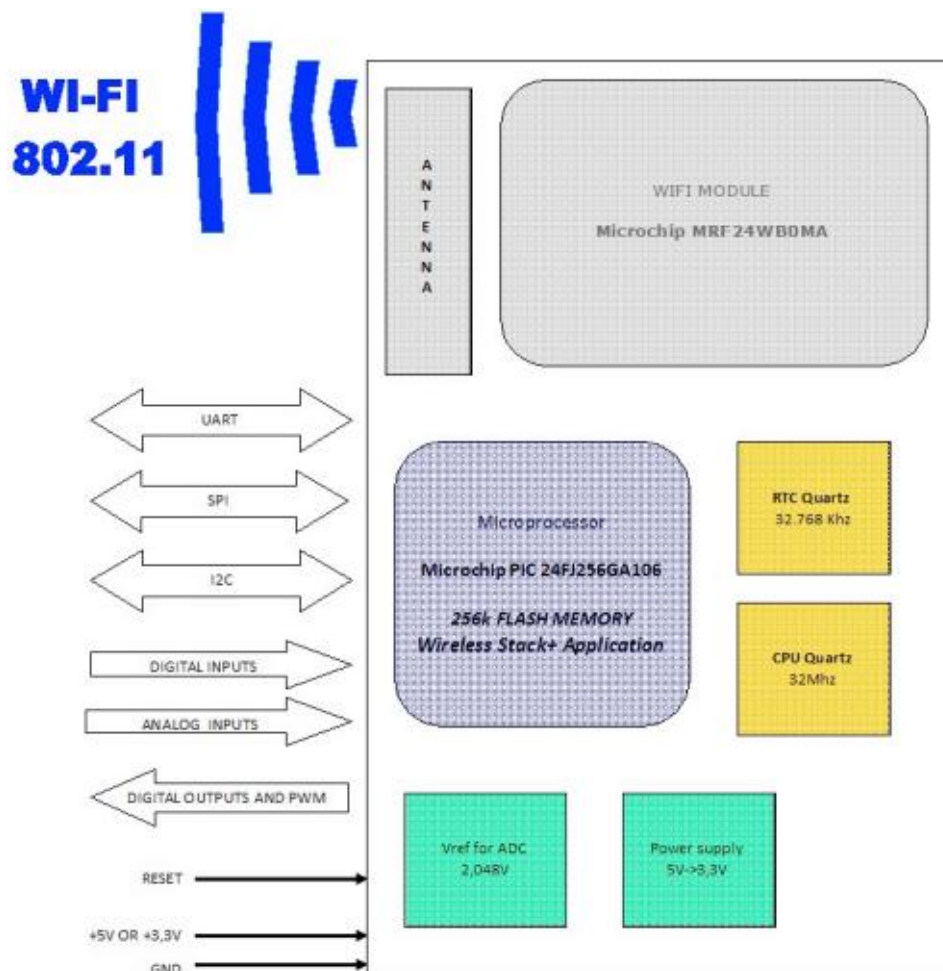 WI-FI
802.11
ANTENNA
WIFI MODULE
Microchip MRF24WB0MA
UART
SPI
I2C
DIGITAL INPUTS
ANALOG INPUTS
DIGITAL OUTPUTS AND PWM
RESET
+5V OR +3,3V
GND
Microprocessor
Microchip PIC 24FJ256GA106
256k FLASH MEMORY
Wireless Stack+ Application
RTC Quartz
32.768 Khz
CPU Quartz
32Mhz
Vref for ADC
2,048V
Power supply
5V->3,3V